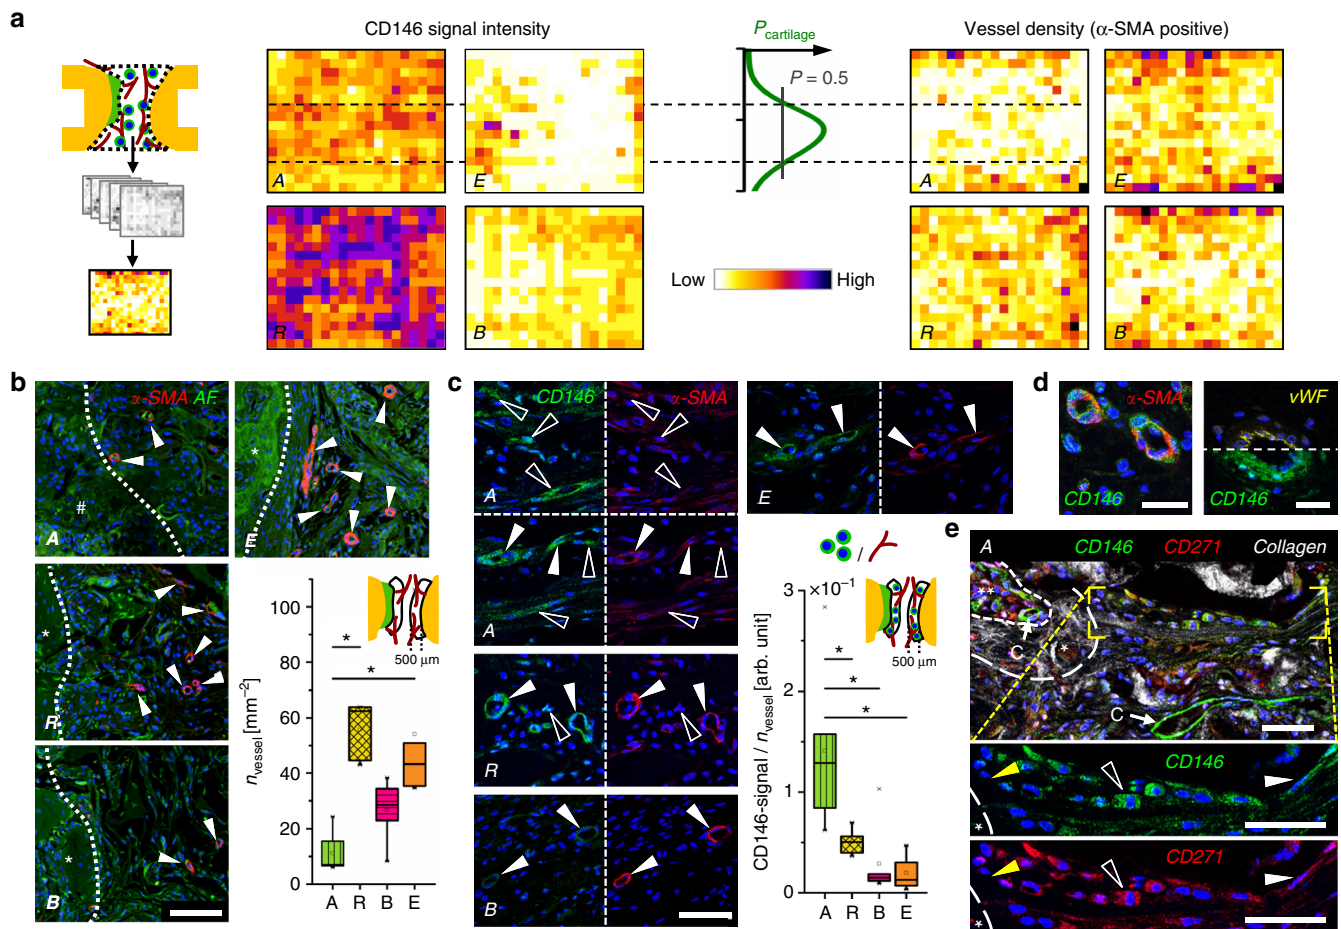 a
CD146 signal intensity
P cartilage
Vessel density (α-SMA positive)
P = 0.5
A
E
A
E
Low
High
R
B
R
B
b
α-SMA AF
*
#
A
E
*
R
*
B
100
80
60
40
20
0
n vessel [mm⁻²]
*
*
500 μm
A R B E
c
CD146
α-SMA
A
E
A
R
B
/
3
×10⁻¹
2
1
0
CD146-signal / n vessel [arb. unit]
*
*
*
500 μm
A R B E
d
α-SMA
CD146
vWF
CD146
e
A
CD146
CD271
Collagen
**
C
*
C
CD146
*
CD271
*